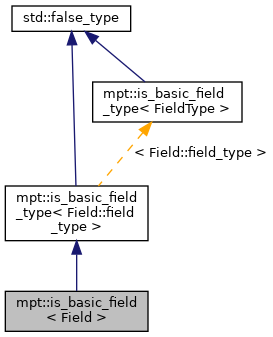 std::false_type
mpt::is_basic_field
_type< FieldType >
< Field::field_type >
mpt::is_basic_field
_type< Field::field
_type >
mpt::is_basic_field
< Field >